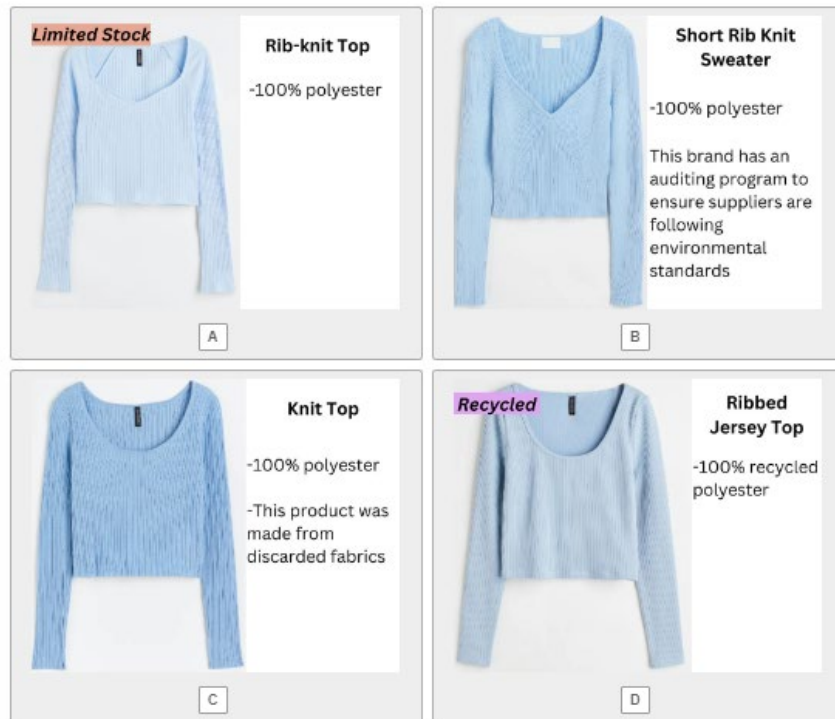 Limited Stock
Rib-knit Top
-100% polyester
A
Short Rib Knit
Sweater
-100% polyester
This brand has an
auditing program to
ensure suppliers are
following
environmental
standards
B
Knit Top
-100% polyester
-This product was
made from
discarded fabrics
C
Recycled
Ribbed
Jersey Top
-100% recycled
polyester
D